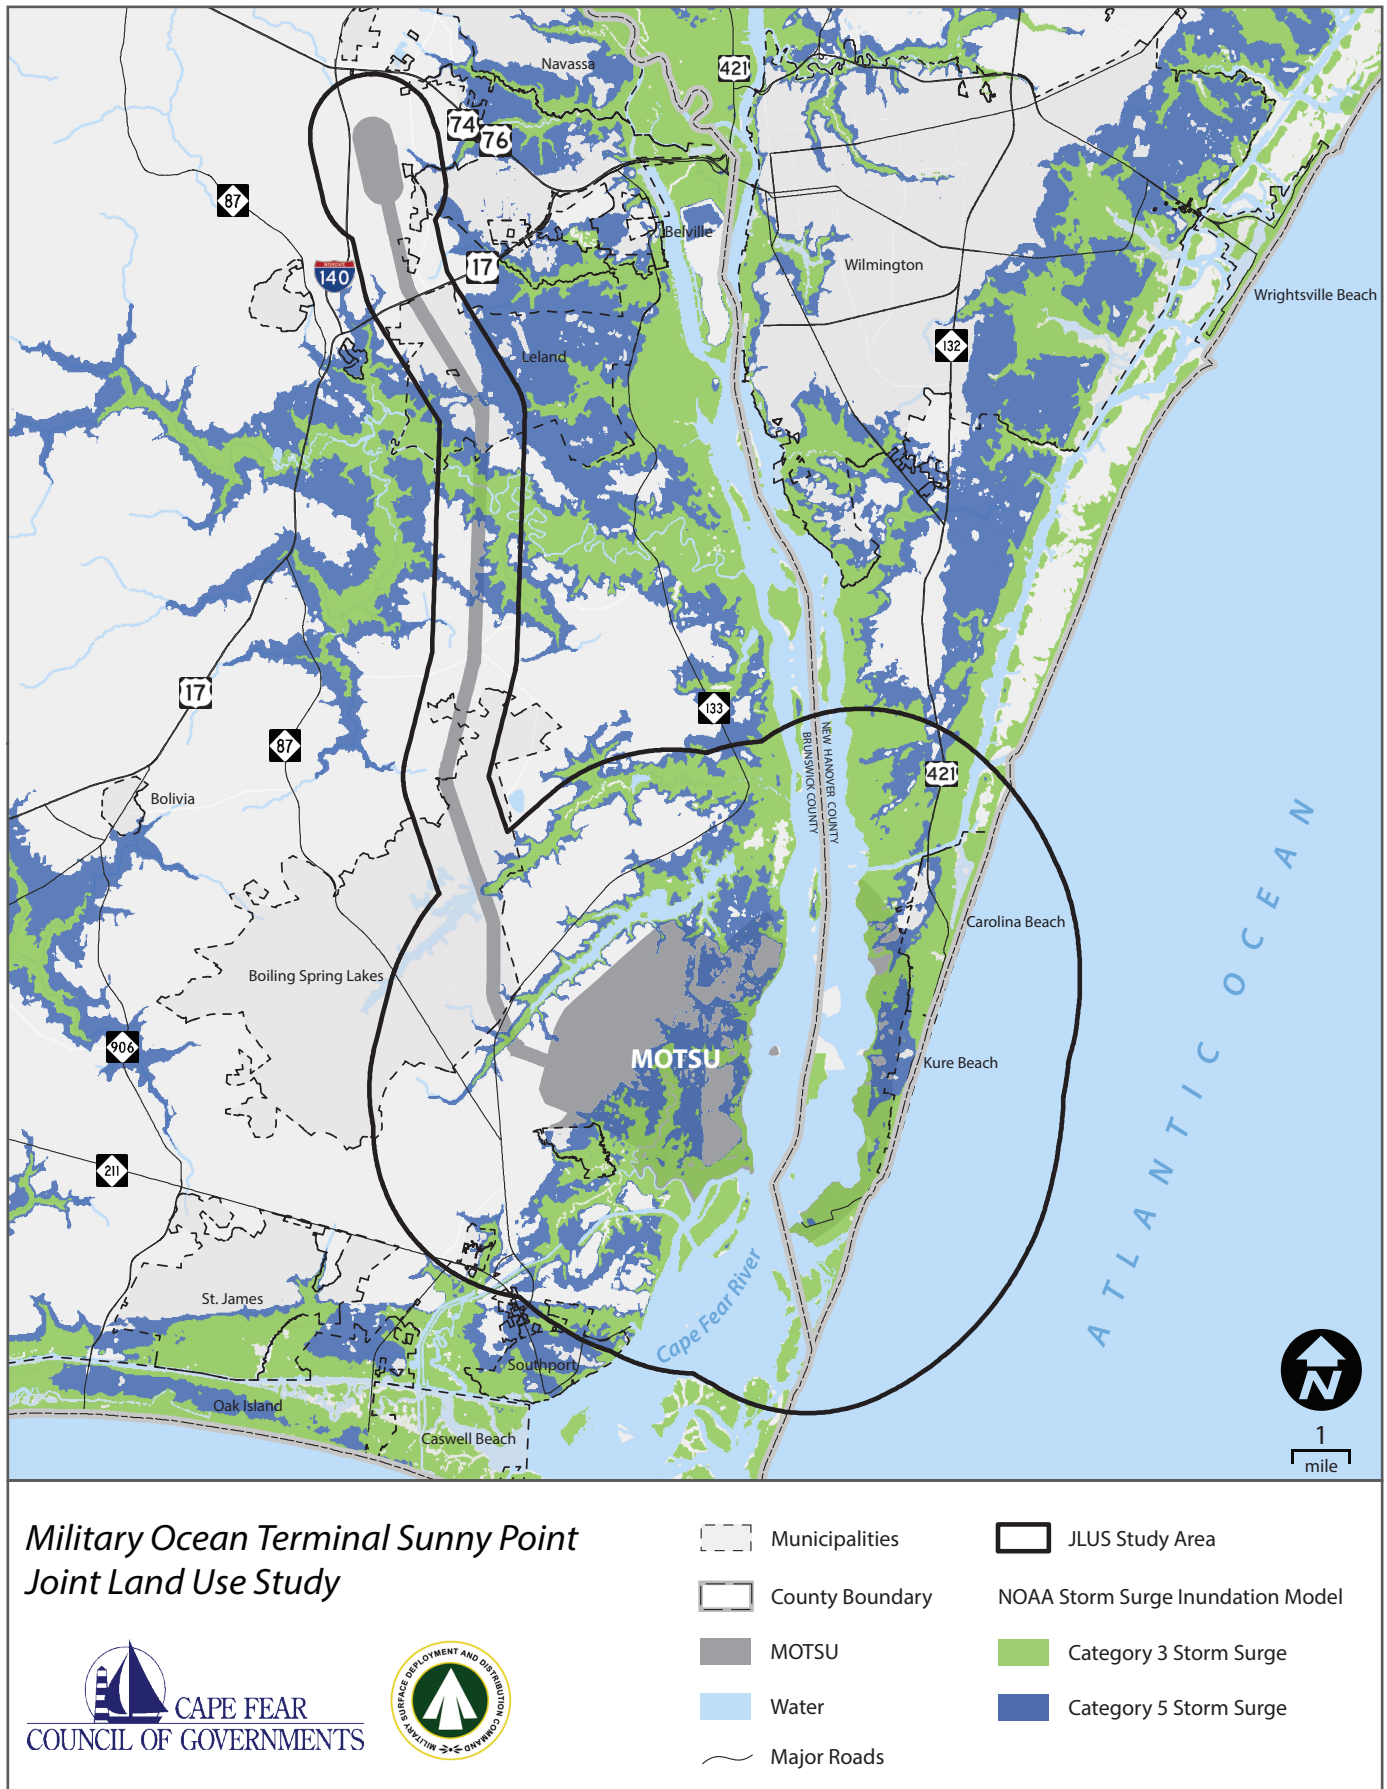 Navassa
421
74
76
87
Belville
Wilmington
17
INTERSTATE
140
Wrightsville Beach
132
Leland
17
133
87
NEW HANOVER COUNTY
BRUNSWICK COUNTY
421
Bolivia
Carolina Beach
Boiling Spring Lakes
906
MOTSU
Kure Beach
ATLANTIC OCEAN
211
St. James
Cape Fear River
Southport
Oak Island
Caswell Beach
N
1
mile
Military Ocean Terminal Sunny Point
Joint Land Use Study
CAPE FEAR
COUNCIL OF GOVERNMENTS
MILITARY SURFACE DEPLOYMENT AND DISTRIBUTION COMMAND
Municipalities
County Boundary
MOTSU
Water
Major Roads
JLUS Study Area
NOAA Storm Surge Inundation Model
Category 3 Storm Surge
Category 5 Storm Surge